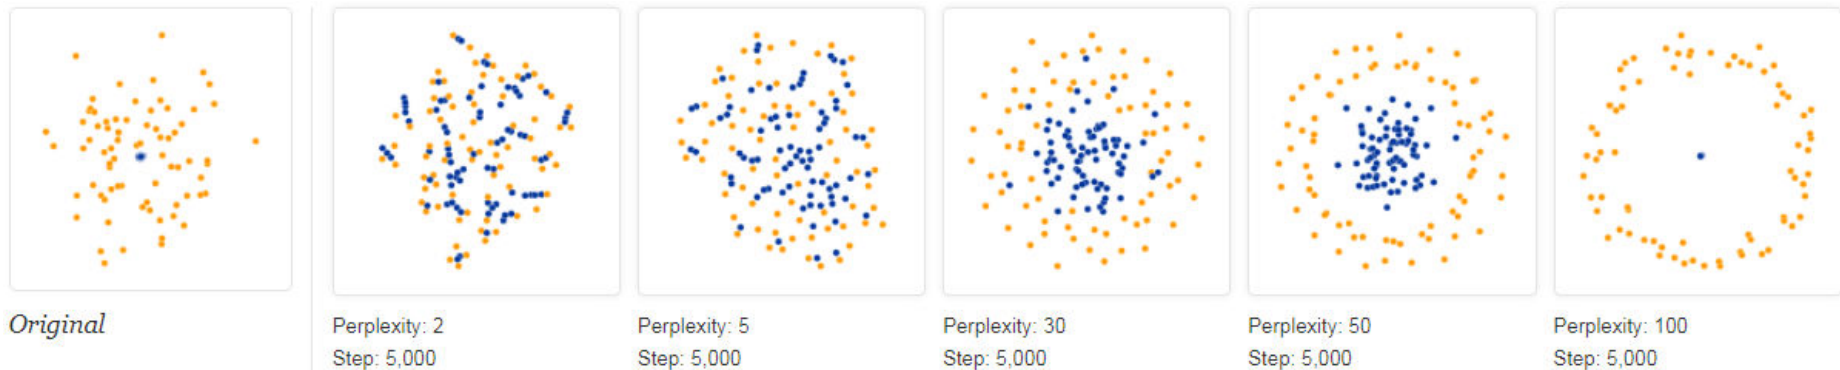 Original
Perplexity: 2
Step: 5,000
Perplexity: 5
Step: 5,000
Perplexity: 30
Step: 5,000
Perplexity: 50
Step: 5,000
Perplexity: 100
Step: 5,000